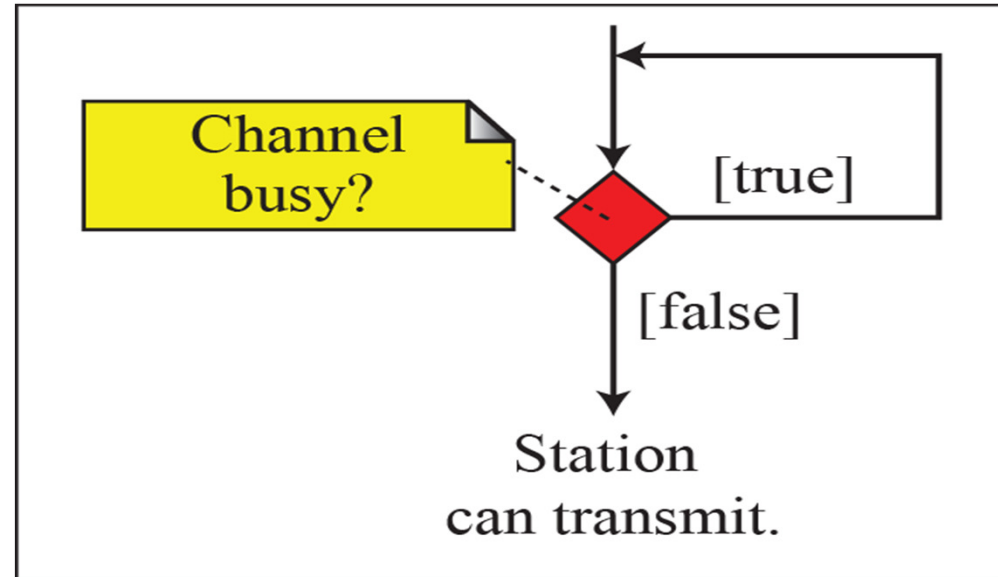 Channel
busy?
[true]
[false]
Station
can transmit.